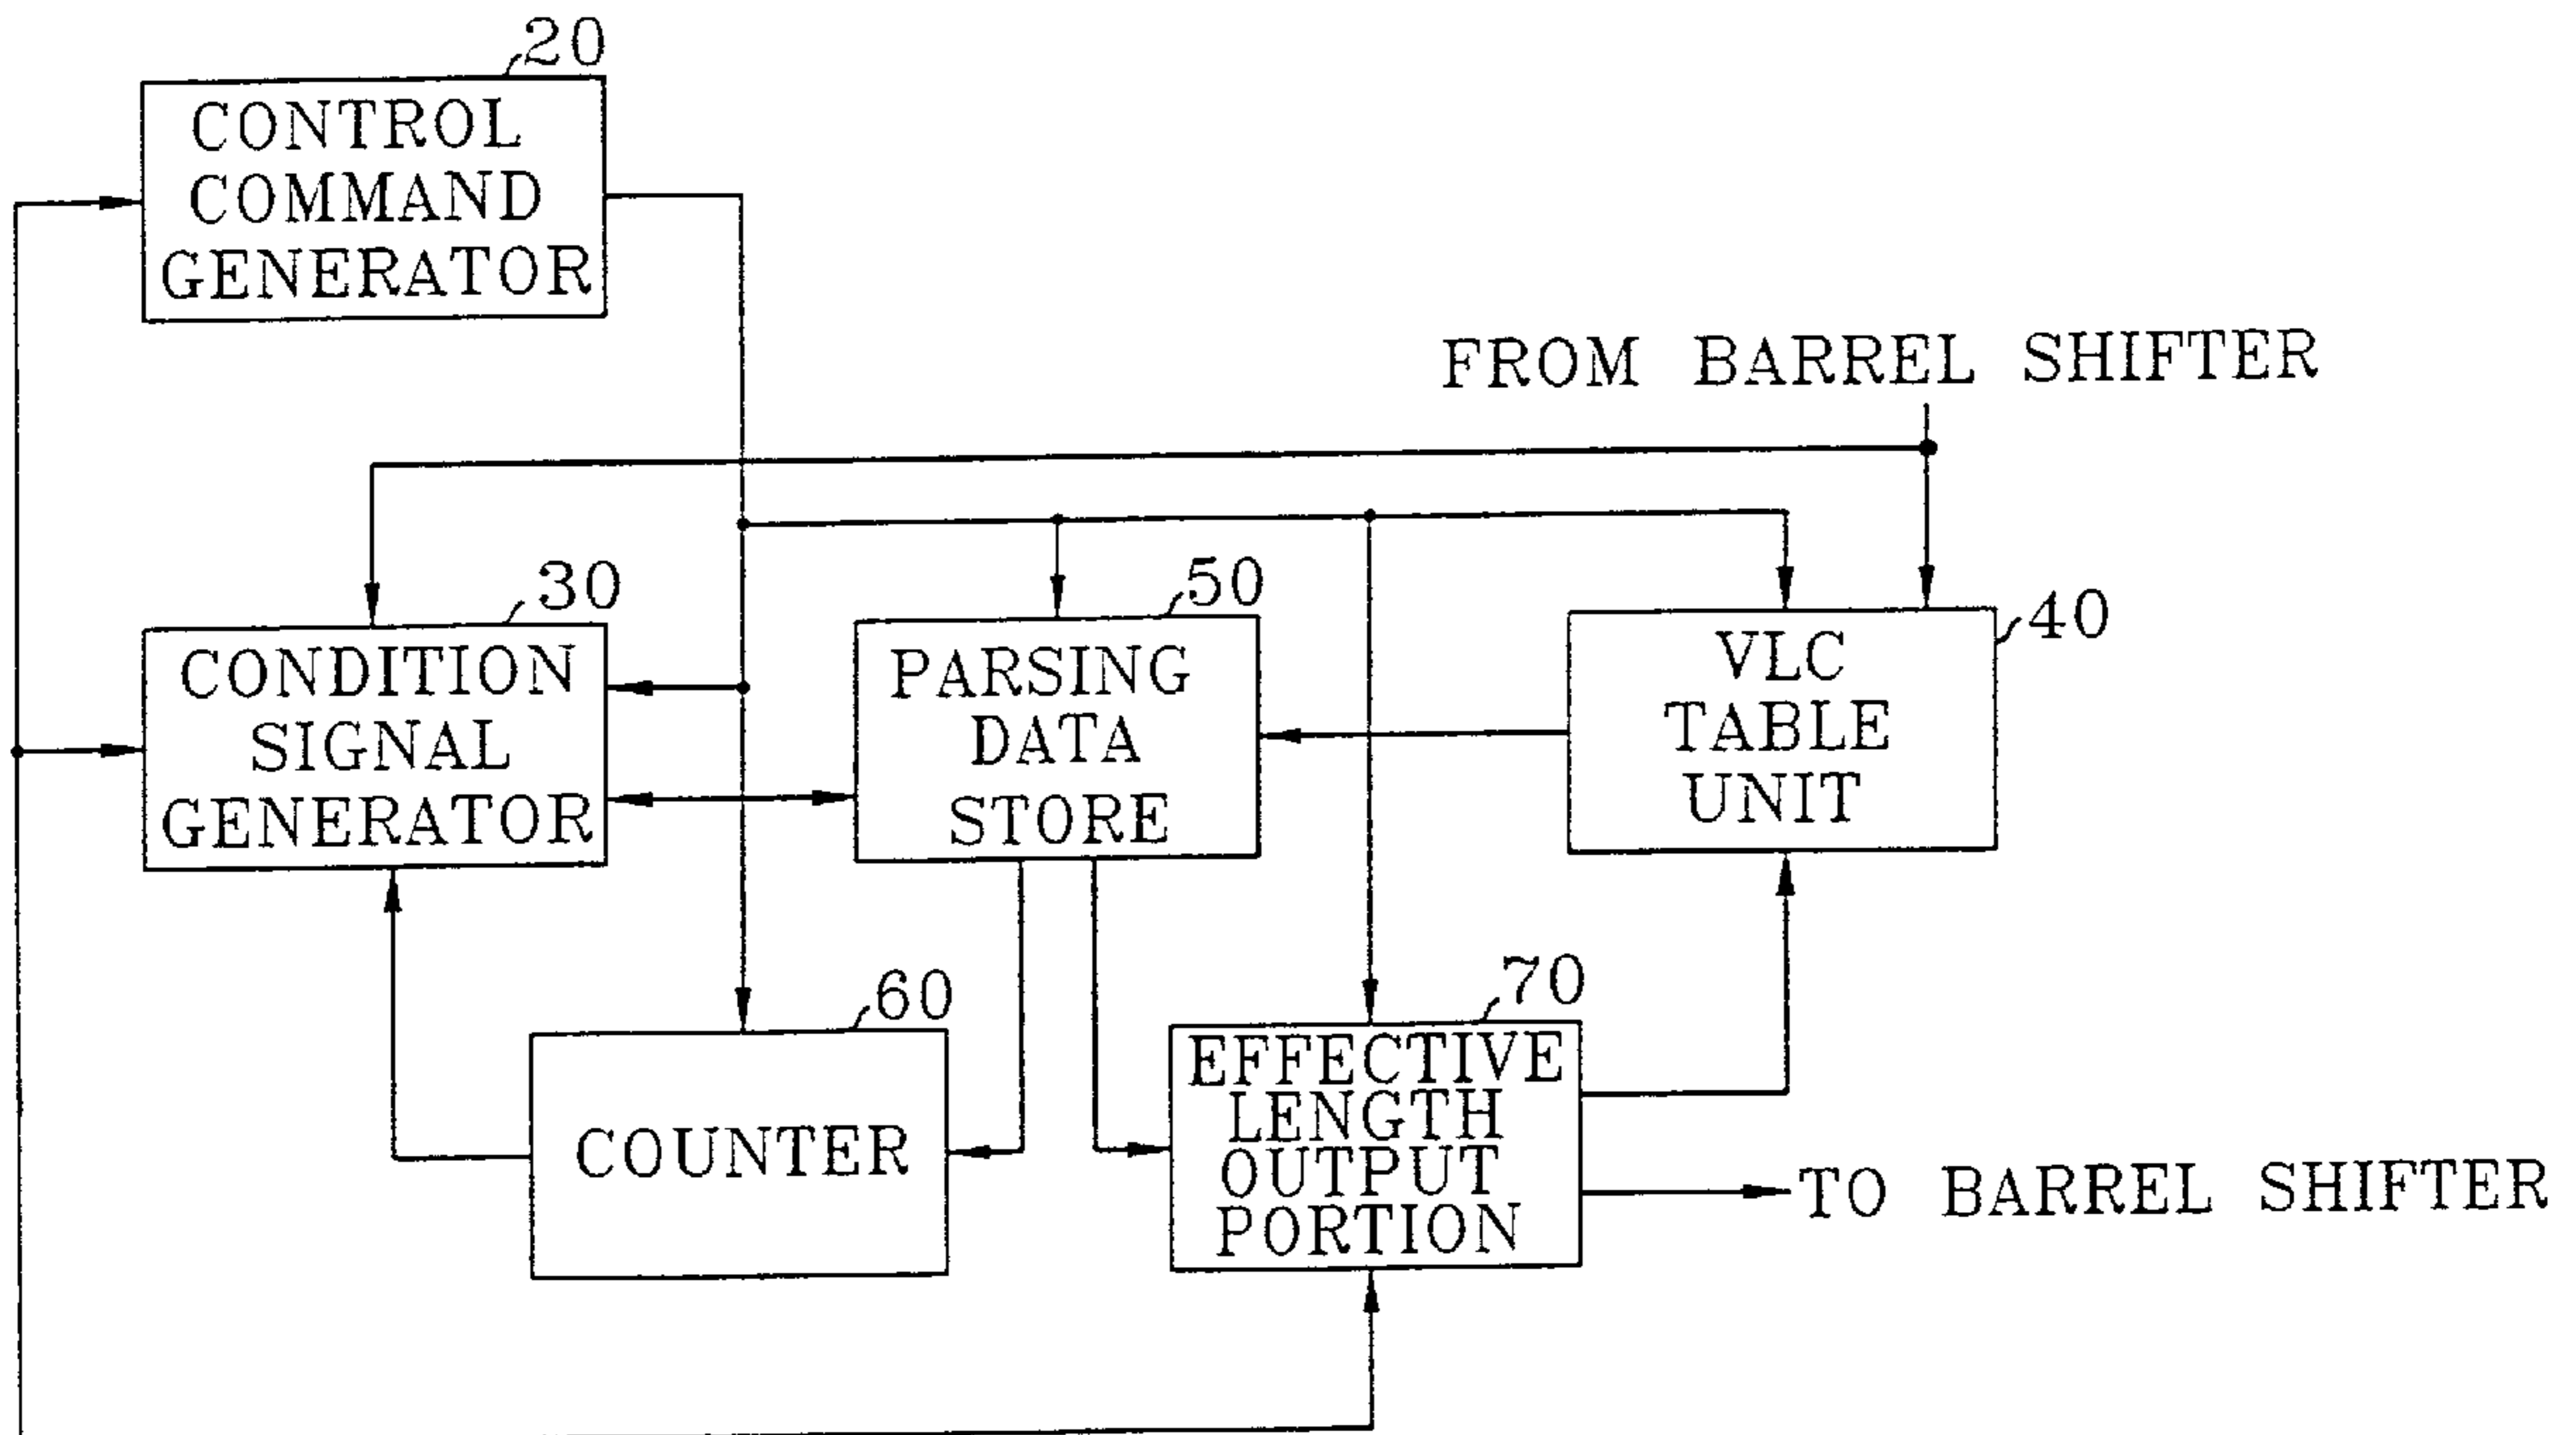 20
CONTROL
COMMAND
GENERATOR
FROM BARREL SHIFTER
30
CONDITION
SIGNAL
GENERATOR
50
PARSING
DATA
STORE
40
VLC
TABLE
UNIT
60
COUNTER
70
EFFECTIVE
LENGTH
OUTPUT
PORTION
TO BARREL SHIFTER